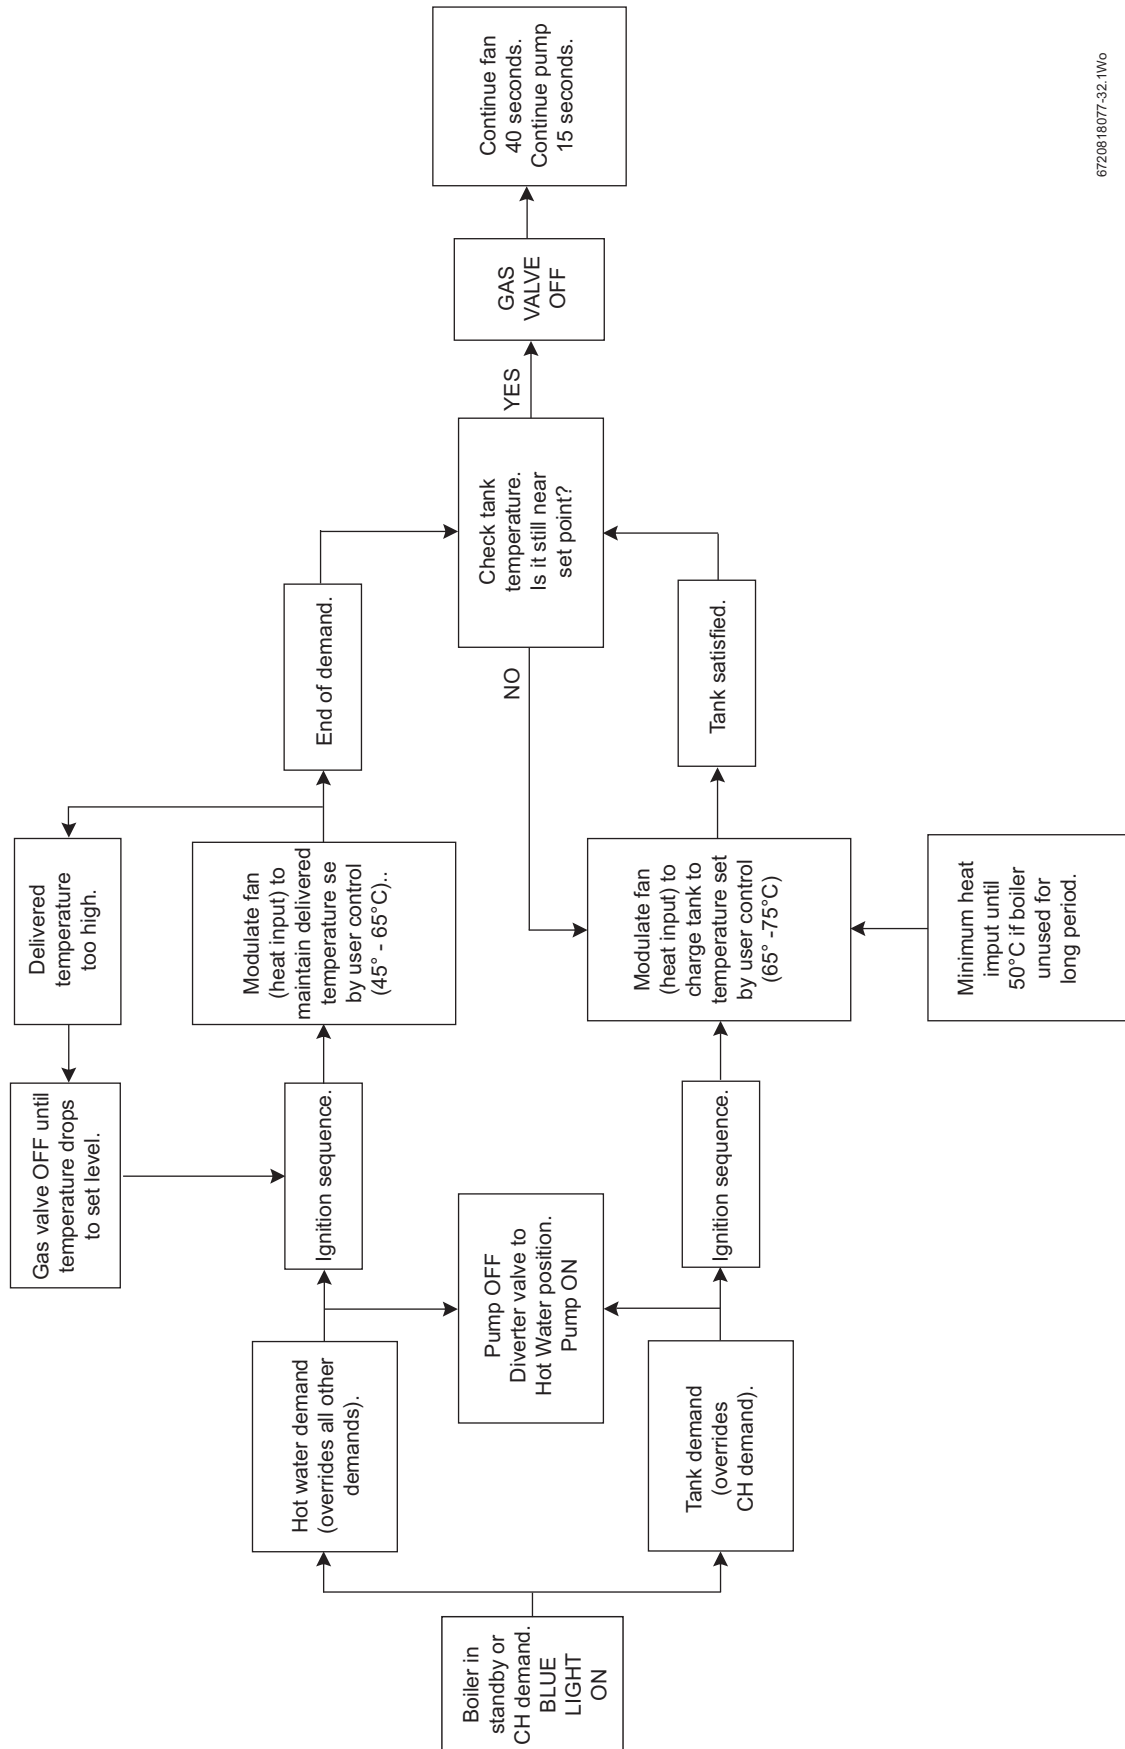 Boiler in
standby or
CH demand.
BLUE
LIGHT
ON
Hot water demand
(overrides all other
demands).
Pump OFF
Diverter valve to
Hot Water position.
Pump ON
Tank demand
(overrides
CH demand).
Gas valve OFF until
temperature drops
to set level.
Ignition sequence.
Ignition sequence.
Delivered
temperature
too high.
Modulate fan
(heat input) to
maintain delivered
temperature se
by user control
(45° - 65°C)..
Modulate fan
(heat input) to
charge tank to
temperature set
by user control
(65° -75°C)
Minimum heat
imput until
50°C if boiler
unused for
long period.
End of demand.
NO
Tank satisfied.
Check tank
temperature.
Is it still near
set point?
YES
GAS
VALVE
OFF
Continue fan
40 seconds.
Continue pump
15 seconds.
6720818077-32.1Wo